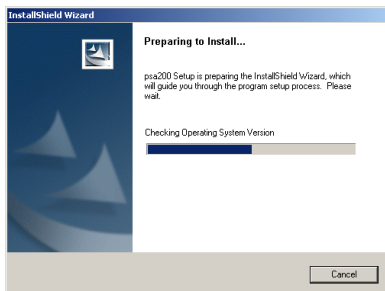 InstallShield Wizard
Preparing to Install...
psa200 Setup is preparing the InstallShield Wizard, which
will guide you through the program setup process. Please
wait.
Checking Operating System Version
Cancel